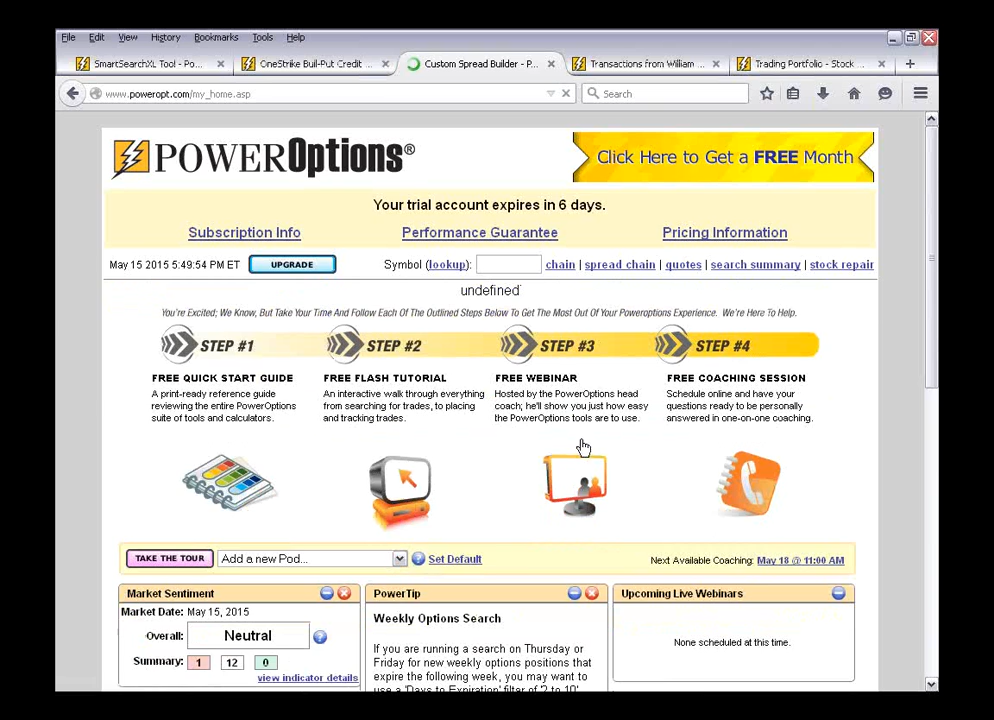 File Edit View History Bookmarks Tools Help
SmartSearchXL Tool - Po... OneStrike Buil-Put Credit ... Custom Spread Builder - P... Transactions from William ... Trading Portfolio - Stock ...
www.poweropt.com/my_home.asp Search
POWEROptions® Click Here to Get a FREE Month
Your trial account expires in 6 days.
Subscription Info Performance Guarantee Pricing Information
May 15 2015 5:49:54 PM ET UPGRADE Symbol (lookup): chain | spread chain | quotes | search summary | stock repair
undefined
You're Excited; We Know, But Take Your Time And Follow Each Of The Outlined Steps Below To Get The Most Out Of Your Poweroptions Experience. We're Here To Help.
STEP #1 STEP #2 STEP #3 STEP #4
FREE QUICK START GUIDE
A print-ready reference guide
reviewing the entire PowerOptions
suite of tools and calculators.
FREE FLASH TUTORIAL
An interactive walk through everything
from searching for trades, to placing
and tracking trades.
FREE WEBINAR
Hosted by the PowerOptions head
coach; he'll show you just how easy
the PowerOptions tools are to use.
FREE COACHING SESSION
Schedule online and have your
questions ready to be personally
answered in one-on-one coaching.
TAKE THE TOUR Add a new Pod... Set Default Next Available Coaching: May 18 @ 11:00 AM
Market Sentiment
Market Date: May 15, 2015
Overall: Neutral
Summary: 1 12 0
view indicator details
PowerTip
Weekly Options Search
If you are running a search on Thursday or
Friday for new weekly options positions that
expire the following week, you may want to
use a 'Days to Expiration' filter of '2 to 10'
Upcoming Live Webinars
None scheduled at this time.